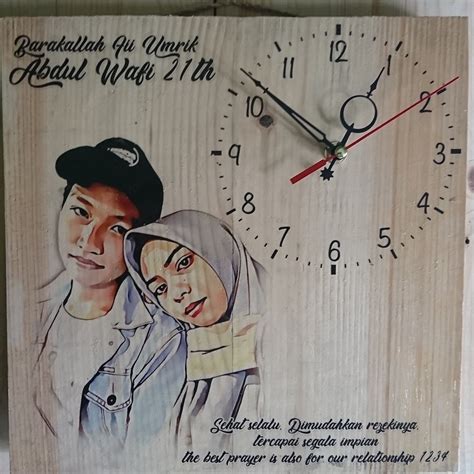 Barakallah Fii Umrik
Abdul Wafi 21th
12
1
2
3
4
5
6
7
8
9
10
11
Sehat selalu, Dimudahkan rezekinya,
tercapai segala impian
the best prayer is also for our relationship 1234